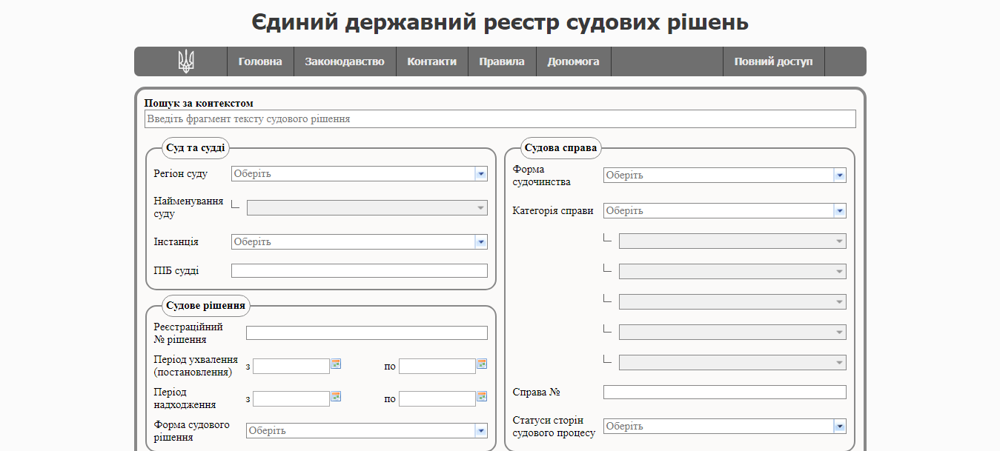 Єдиний державний реєстр судових рішень
Головна Законодавство Контакти Правила Допомога Повний доступ
Пошук за контекстом
Введіть фрагмент тексту судового рішення
Суд та судді
Регіон суду Оберіть
Найменування
суду
Інстанція Оберіть
ПІБ судді
Судове рішення
Реєстраційний
№ рішення
Період ухвалення
(постановлення) з по
Період
надходження з по
Форма судового
рішення Оберіть
Судова справа
Форма
судочинства Оберіть
Категорія справи Оберіть
Справа №
Статуси сторін
судового процесу Оберіть